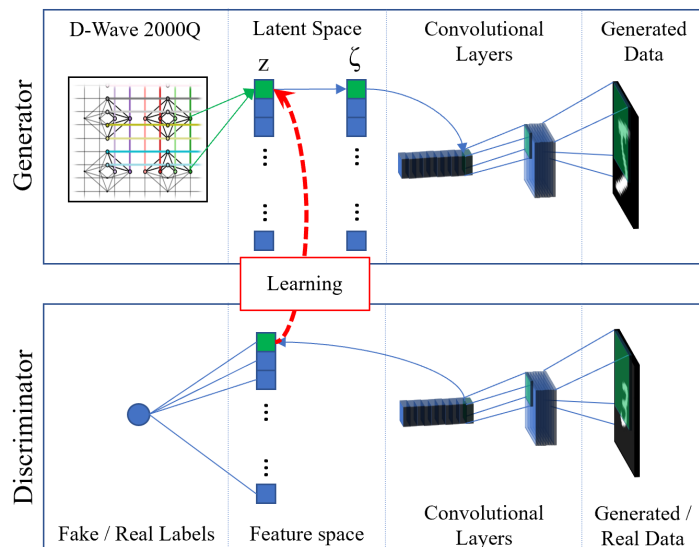 D-Wave 2000Q
Latent Space
Convolutional
Layers
Generated
Data
z
ζ
Generator
Learning
Discriminator
Fake / Real Labels
Feature space
Convolutional
Layers
Generated /
Real Data